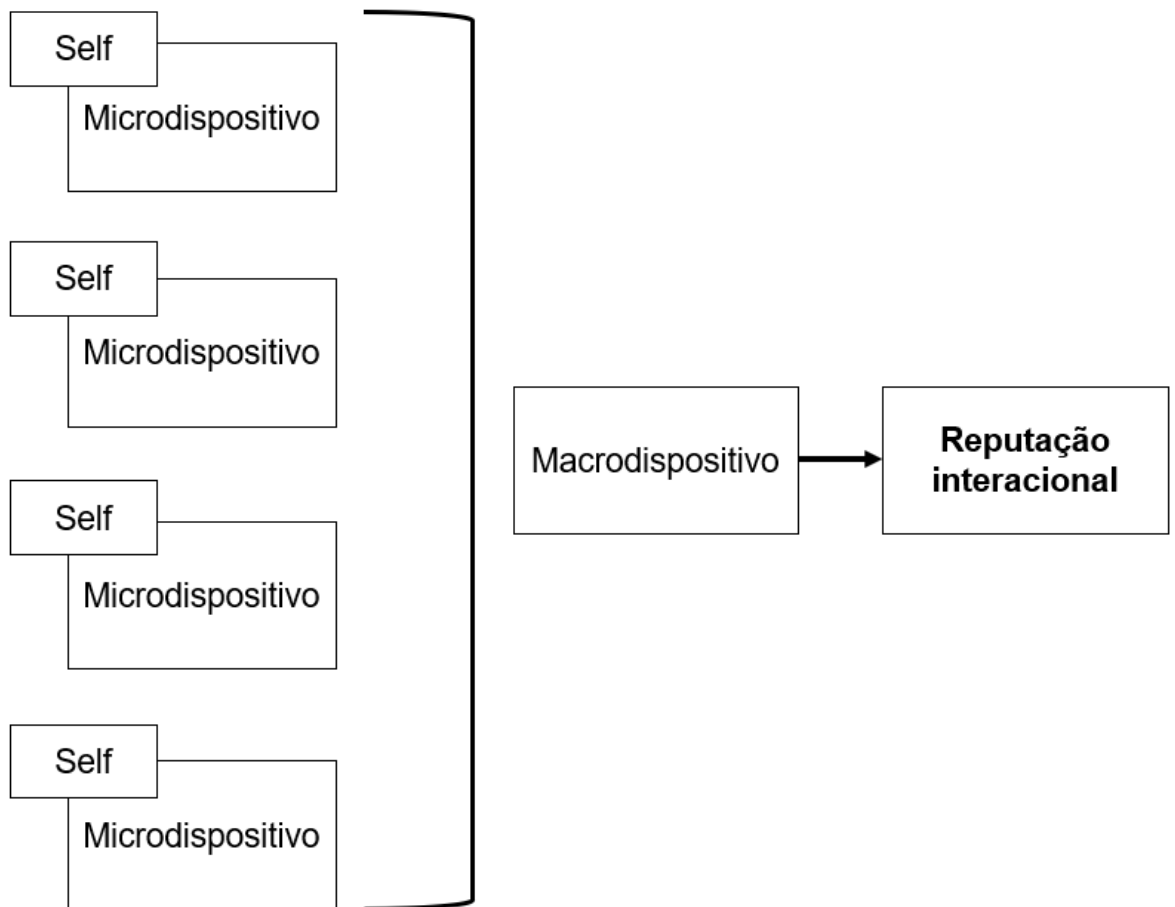 Self
Microdispositivo
Self
Microdispositivo
Self
Microdispositivo
Self
Microdispositivo
Macrodispositivo
Reputação
interacional